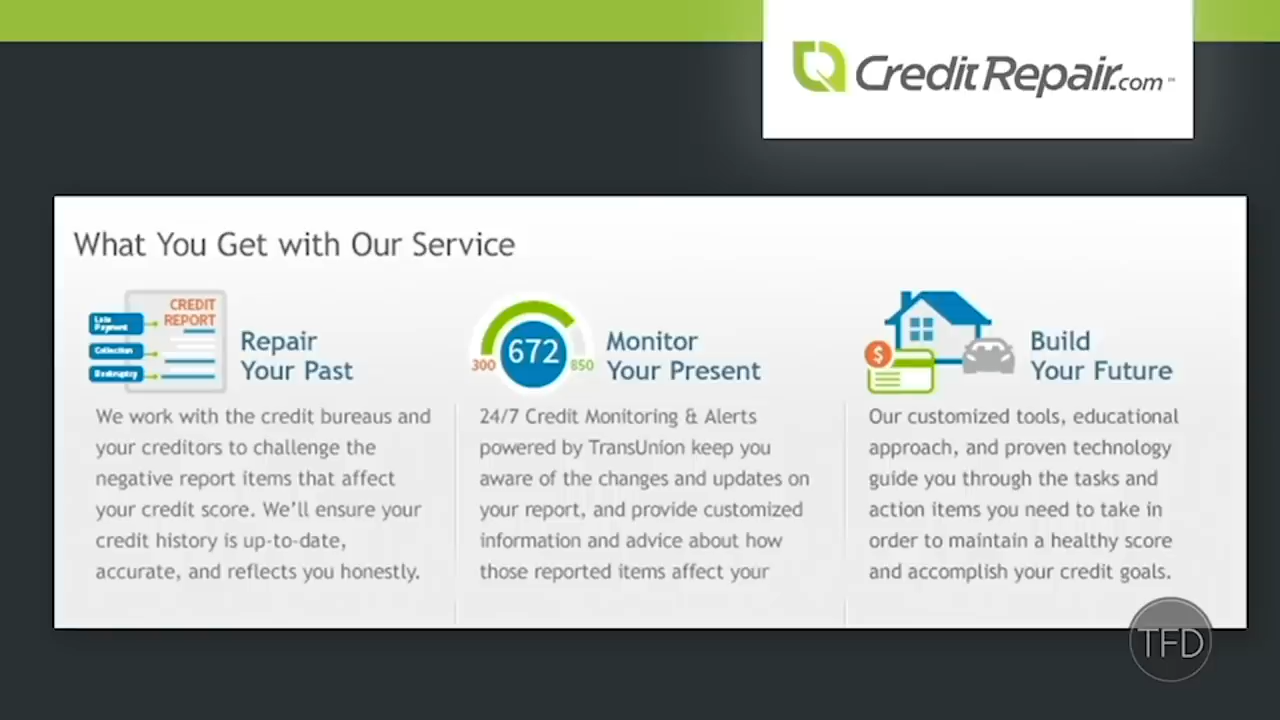 CreditRepair.com
What You Get with Our Service
CREDIT
REPORT
Late
Payment
Collection
Bankruptcy
Repair
Your Past
We work with the credit bureaus and
your creditors to challenge the
negative report items that affect
your credit score. We'll ensure your
credit history is up-to-date,
accurate, and reflects you honestly.
672
300
850
Monitor
Your Present
24/7 Credit Monitoring & Alerts
powered by TransUnion keep you
aware of the changes and updates on
your report, and provide customized
information and advice about how
those reported items affect your
$
Build
Your Future
Our customized tools, educational
approach, and proven technology
guide you through the tasks and
action items you need to take in
order to maintain a healthy score
and accomplish your credit goals.
TFD